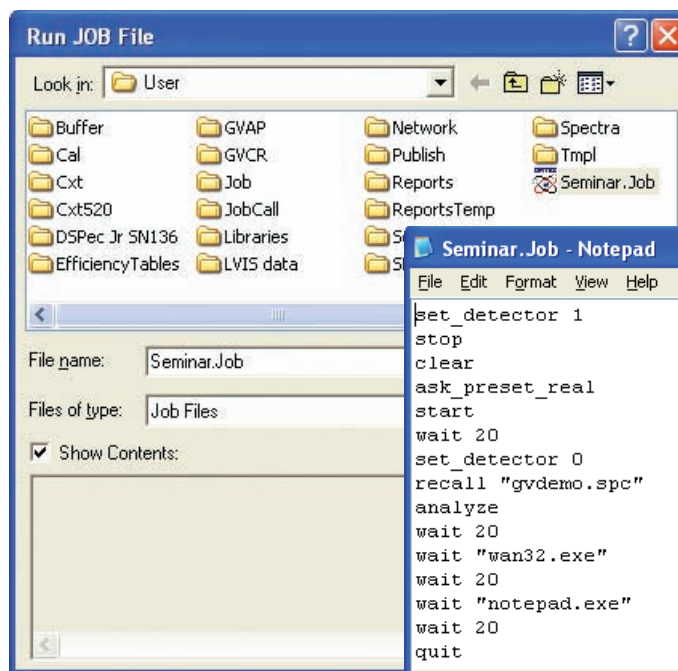 Run JOB File
Look in: User
Buffer
Cal
Cxt
Cxt520
DSPec Jr SN136
EfficiencyTables
GVAP
GVCR
Job
JobCall
Libraries
LVIS data
Network
Publish
Reports
ReportsTemp
Spectra
Tmpl
Seminar.Job
File name: Seminar.Job
Files of type: Job Files
Show Contents:
Seminar.Job - Notepad
File Edit Format View Help
set_detector 1
stop
clear
ask_preset_real
start
wait 20
set_detector 0
recall "gvdemo.spc"
analyze
wait 20
wait "wan32.exe"
wait 20
wait "notepad.exe"
wait 20
quit